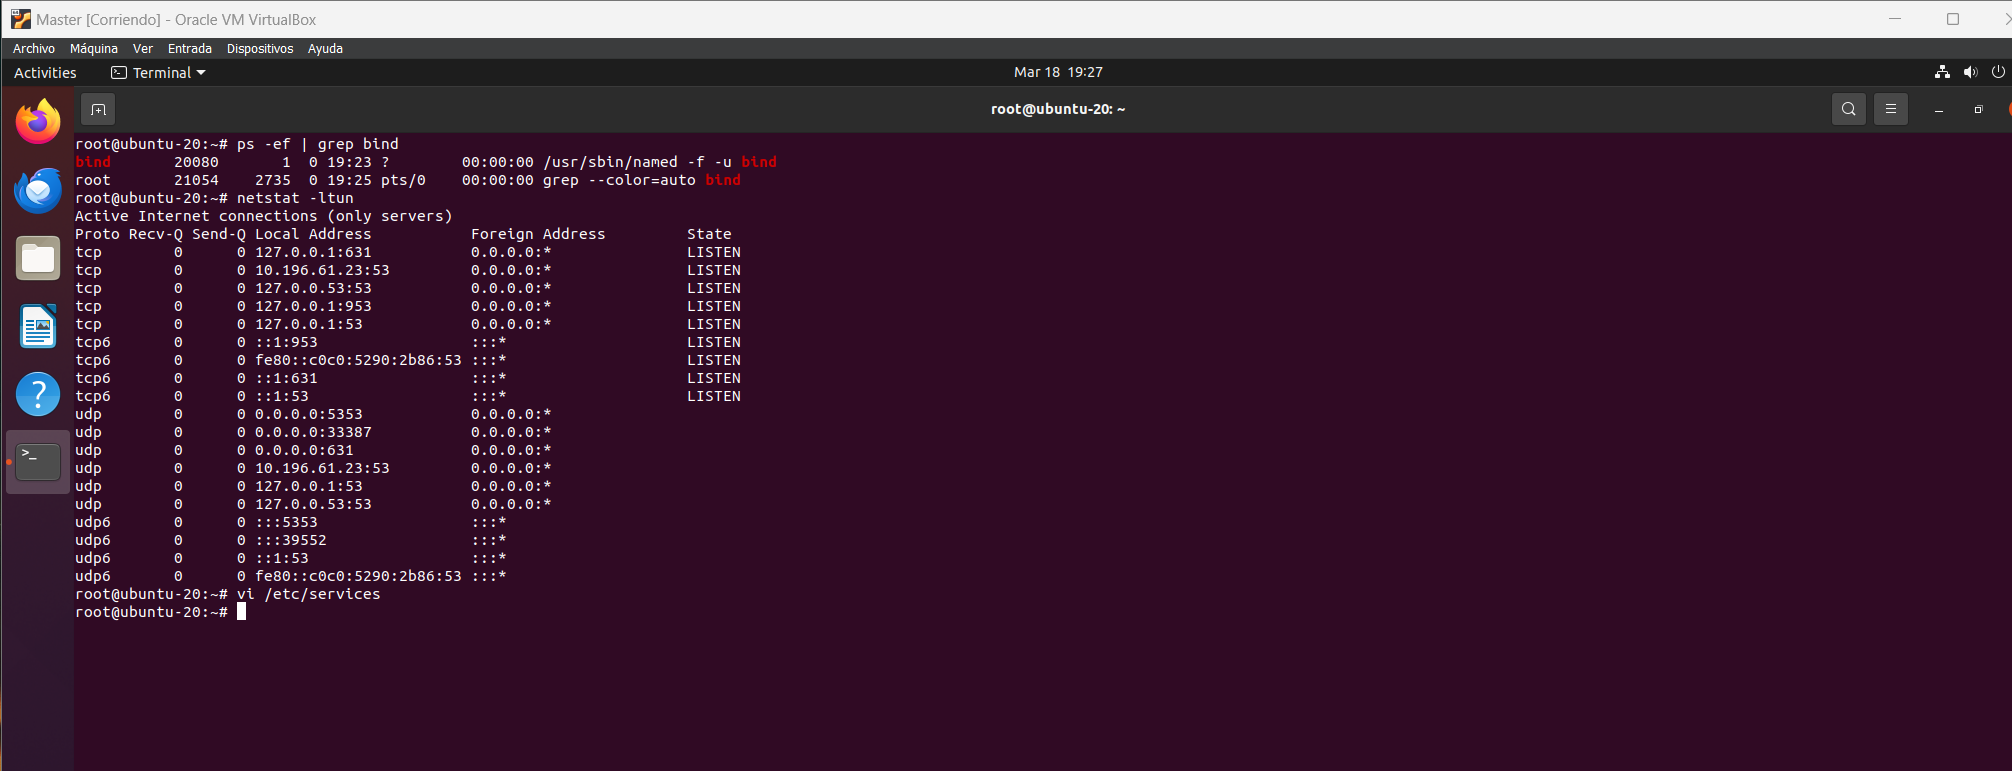 Master [Corriendo] - Oracle VM VirtualBox
Archivo Máquina Ver Entrada Dispositivos Ayuda
Activities Terminal Mar 18 19:27
root@ubuntu-20: ~
root@ubuntu-20:~# ps -ef | grep bind
bind       20080       1  0 19:23 ?        00:00:00 /usr/sbin/named -f -u bind
root       21054    2735  0 19:25 pts/0    00:00:00 grep --color=auto bind
root@ubuntu-20:~# netstat -ltun
Active Internet connections (only servers)
Proto Recv-Q Send-Q Local Address           Foreign Address         State
tcp        0      0 127.0.0.1:631           0.0.0.0:*               LISTEN
tcp        0      0 10.196.61.23:53         0.0.0.0:*               LISTEN
tcp        0      0 127.0.0.53:53           0.0.0.0:*               LISTEN
tcp        0      0 127.0.0.1:953           0.0.0.0:*               LISTEN
tcp        0      0 127.0.0.1:53            0.0.0.0:*               LISTEN
tcp6       0      0 ::1:953                 :::*                    LISTEN
tcp6       0      0 fe80::c0c0:5290:2b86:53 :::*                    LISTEN
tcp6       0      0 ::1:631                 :::*                    LISTEN
tcp6       0      0 ::1:53                  :::*                    LISTEN
udp        0      0 0.0.0.0:5353            0.0.0.0:*
udp        0      0 0.0.0.0:33387           0.0.0.0:*
udp        0      0 0.0.0.0:631             0.0.0.0:*
udp        0      0 10.196.61.23:53         0.0.0.0:*
udp        0      0 127.0.0.1:53            0.0.0.0:*
udp        0      0 127.0.0.53:53           0.0.0.0:*
udp6       0      0 :::5353                 :::*
udp6       0      0 :::39552                :::*
udp6       0      0 ::1:53                  :::*
udp6       0      0 fe80::c0c0:5290:2b86:53 :::*
root@ubuntu-20:~# vi /etc/services
root@ubuntu-20:~#